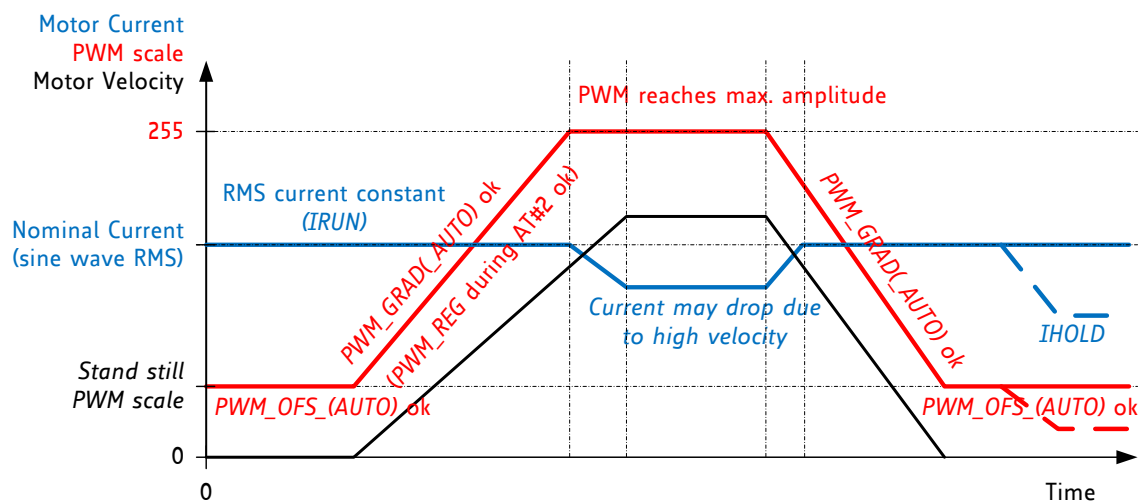 Motor Current
PWM scale
Motor Velocity
PWM reaches max. amplitude
255
RMS current constant
(IRUN)
PWM_GRAD(_AUTO) ok
(PWM_REG during AT#2 ok)
PWM_GRAD(_AUTO) ok
Nominal Current
(sine wave RMS)
Current may drop due
to high velocity
IHOLD
Stand still
PWM scale
PWM_OFS_(AUTO) ok
PWM_OFS_(AUTO) ok
0
0
Time